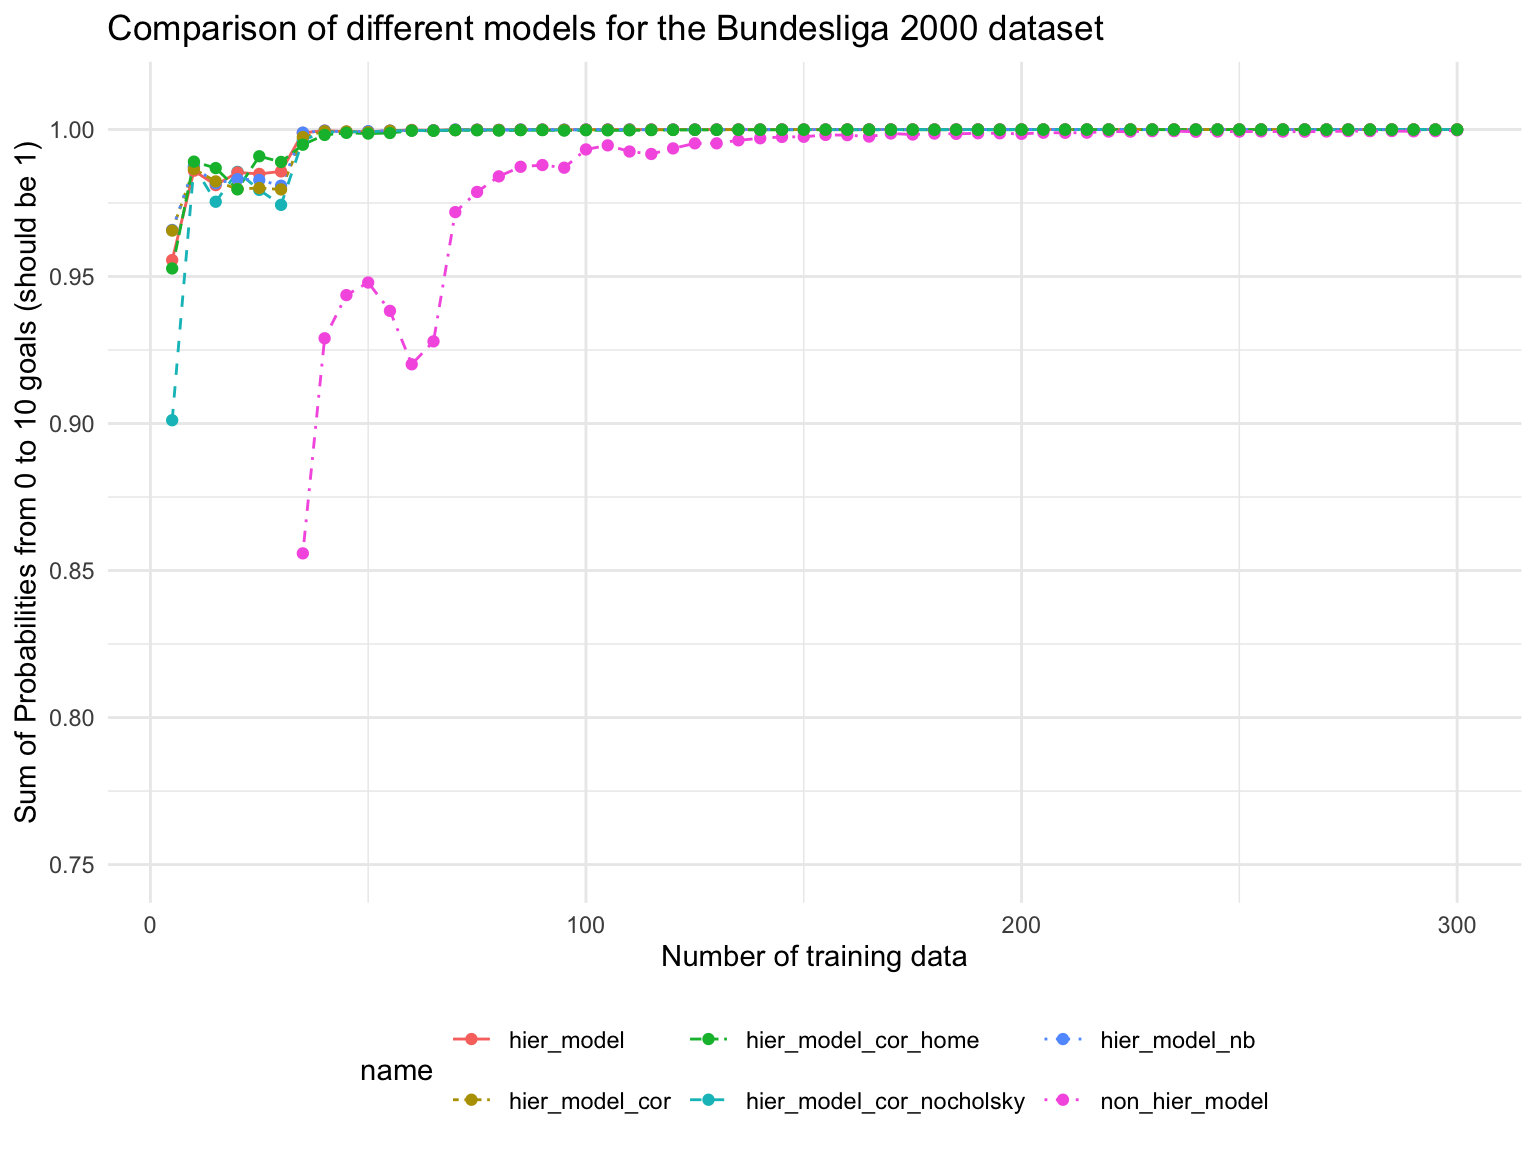 Comparison of different models for the Bundesliga 2000 dataset
Sum of Probabilities from 0 to 10 goals (should be 1)
1.00
0.95
0.90
0.85
0.80
0.75
0 100 200 300
Number of training data
name
hier_model hier_model_cor_home hier_model_nb
hier_model_cor hier_model_cor_nocholsky non_hier_model